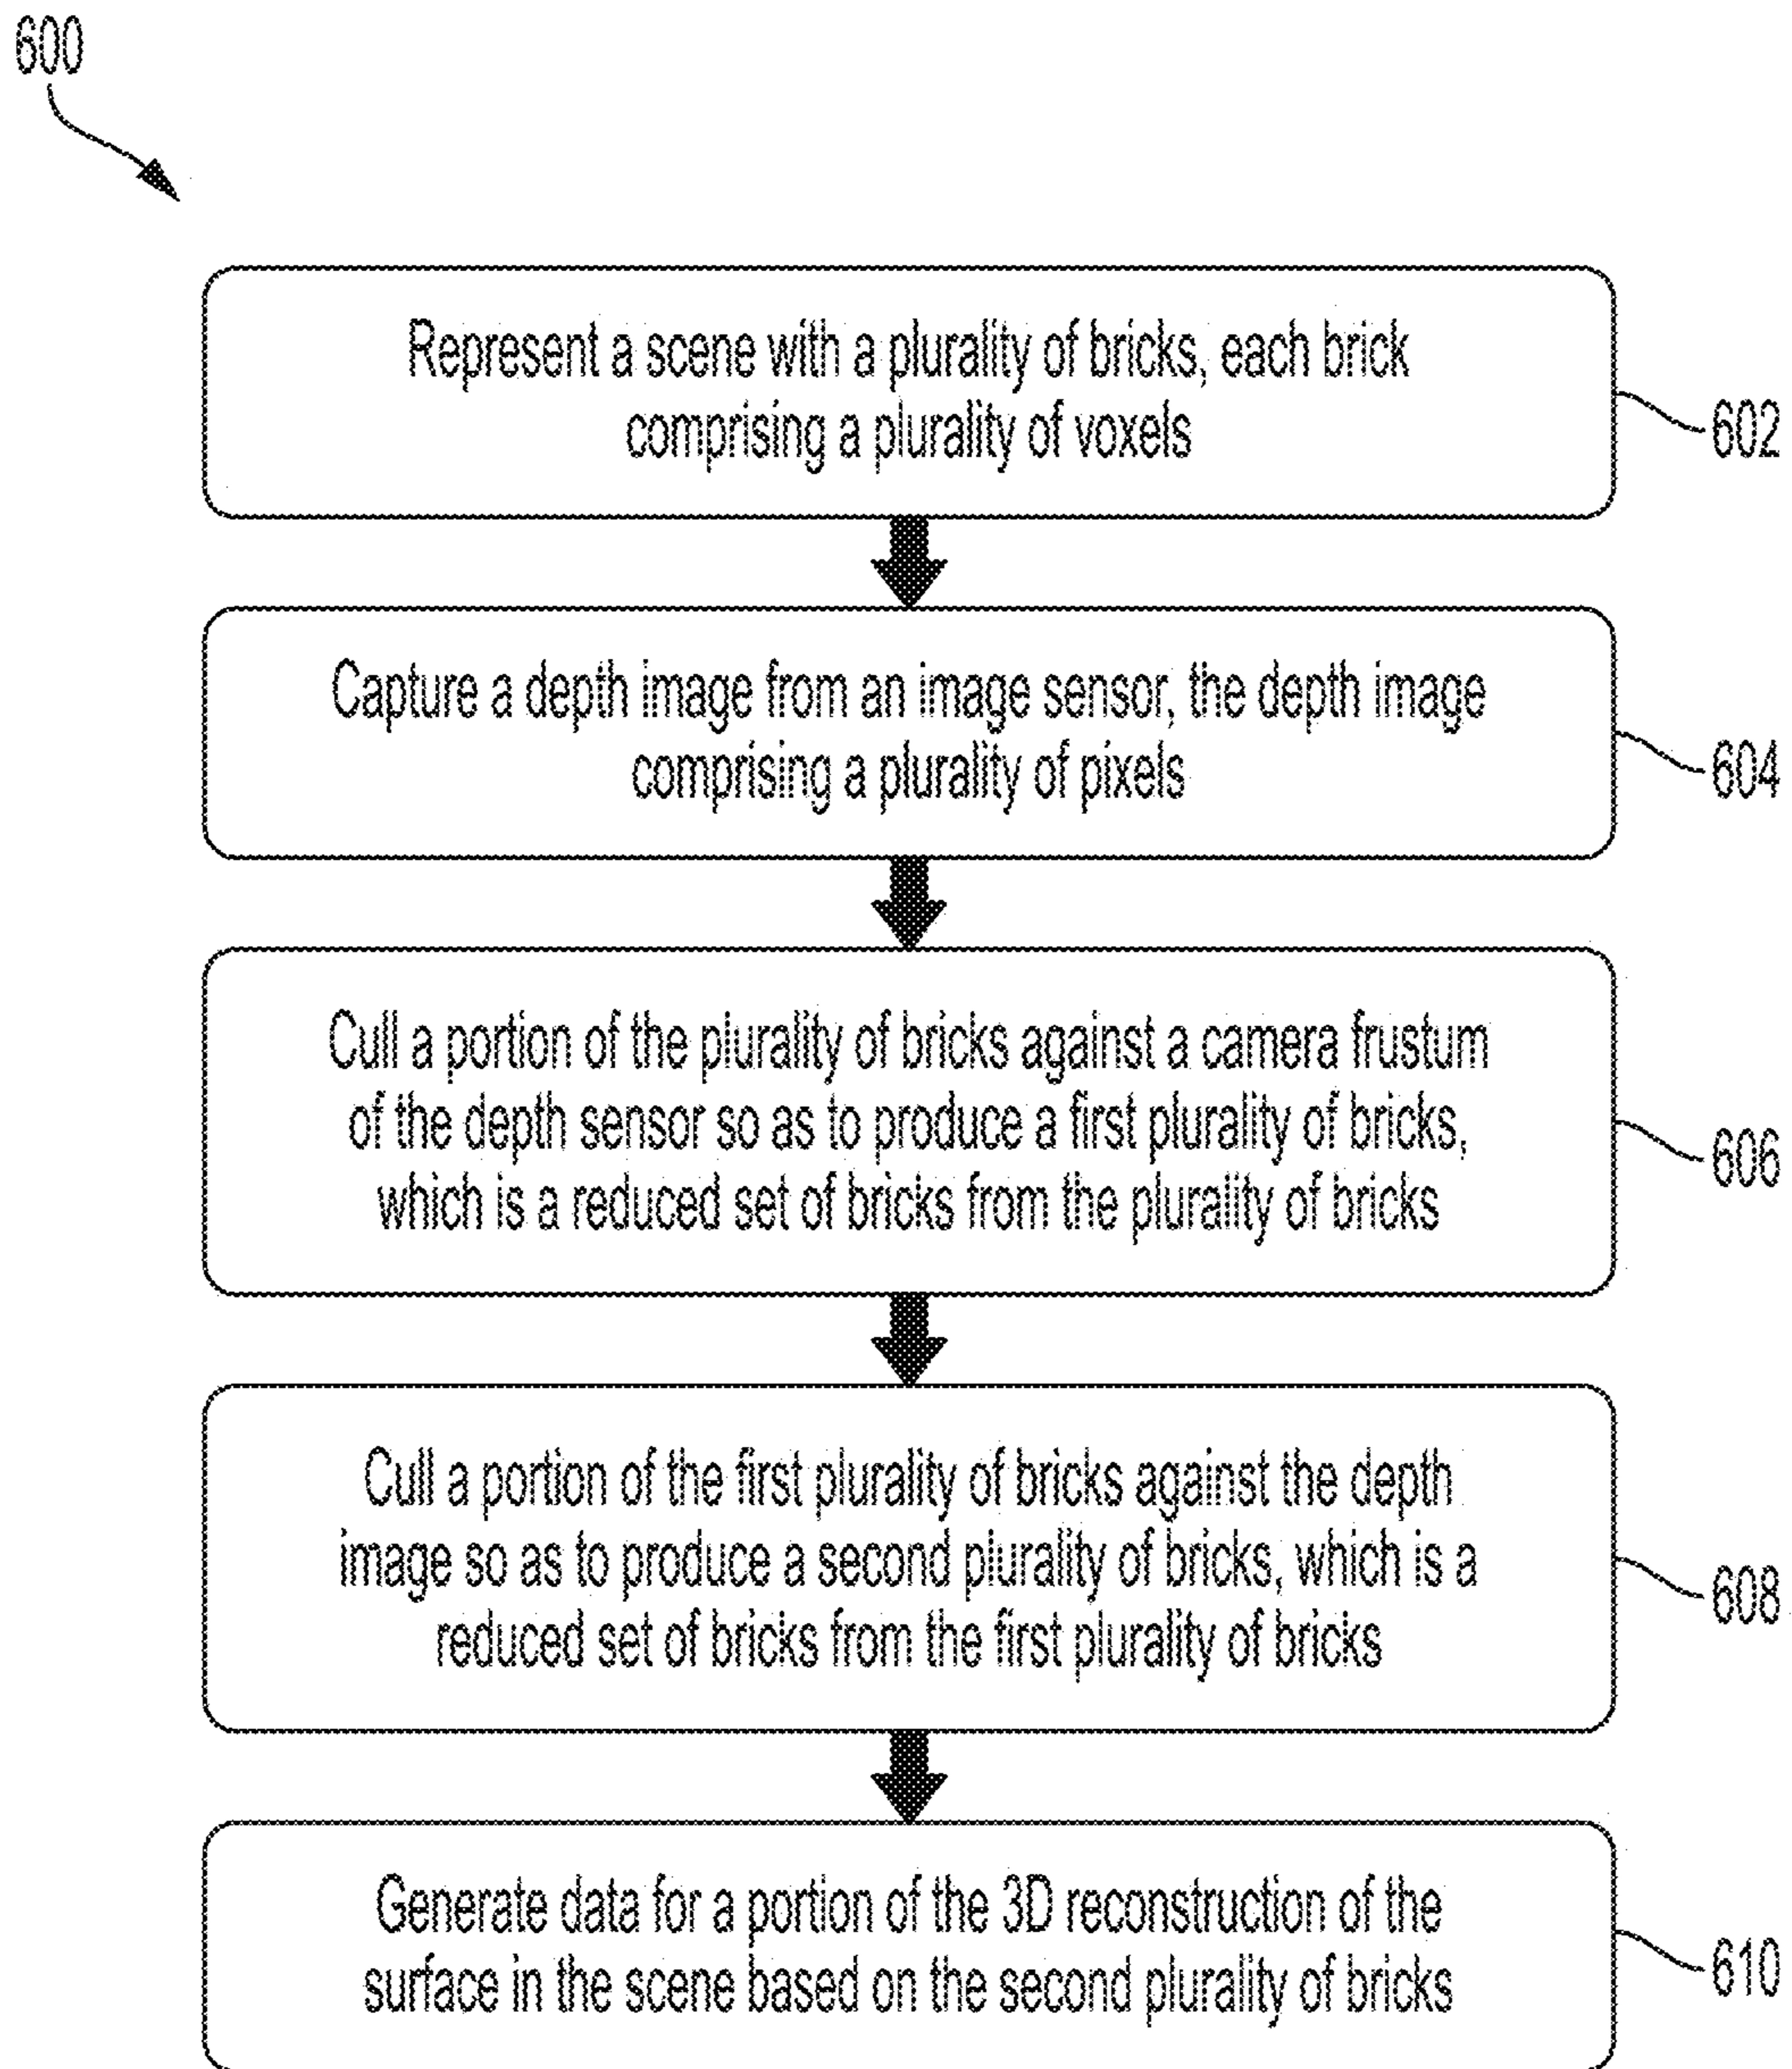 600
Represent a scene with a plurality of bricks, each brick
comprising a plurality of voxels
602
Capture a depth image from an image sensor, the depth image
comprising a plurality of pixels
604
Cull a portion of the plurality of bricks against a camera frustum
of the depth sensor so as to produce a first plurality of bricks,
which is a reduced set of bricks from the plurality of bricks
606
Cull a portion of the first plurality of bricks against the depth
image so as to produce a second plurality of bricks, which is a
reduced set of bricks from the first plurality of bricks
608
Generate data for a portion of the 3D reconstruction of the
surface in the scene based on the second plurality of bricks
610